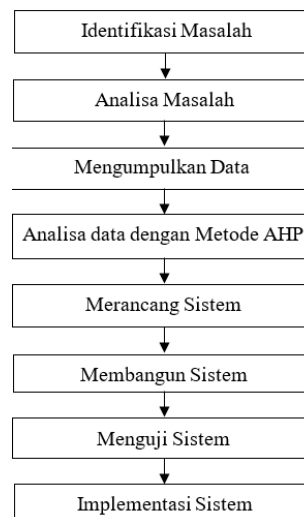 Identifikasi Masalah
Analisa Masalah
Mengumpulkan Data
Analisa data dengan Metode AHP
Merancang Sistem
Membangun Sistem
Menguji Sistem
Implementasi Sistem